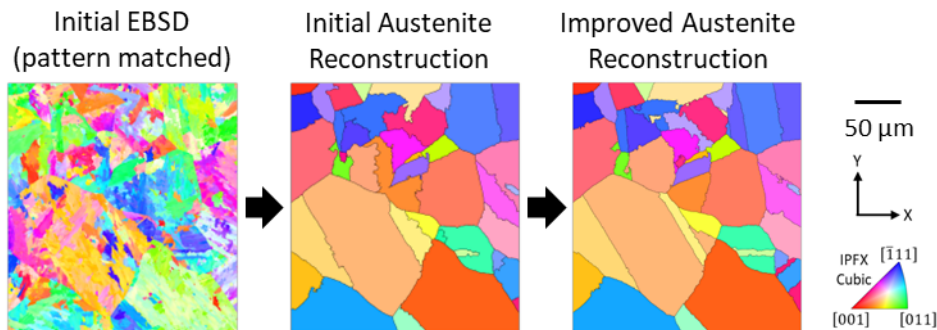 Initial EBSD
(pattern matched)
Initial Austenite
Reconstruction
Improved Austenite
Reconstruction
50 μm
Y
X
IPFX
Cubic
[1̅11]
[001]
[011]